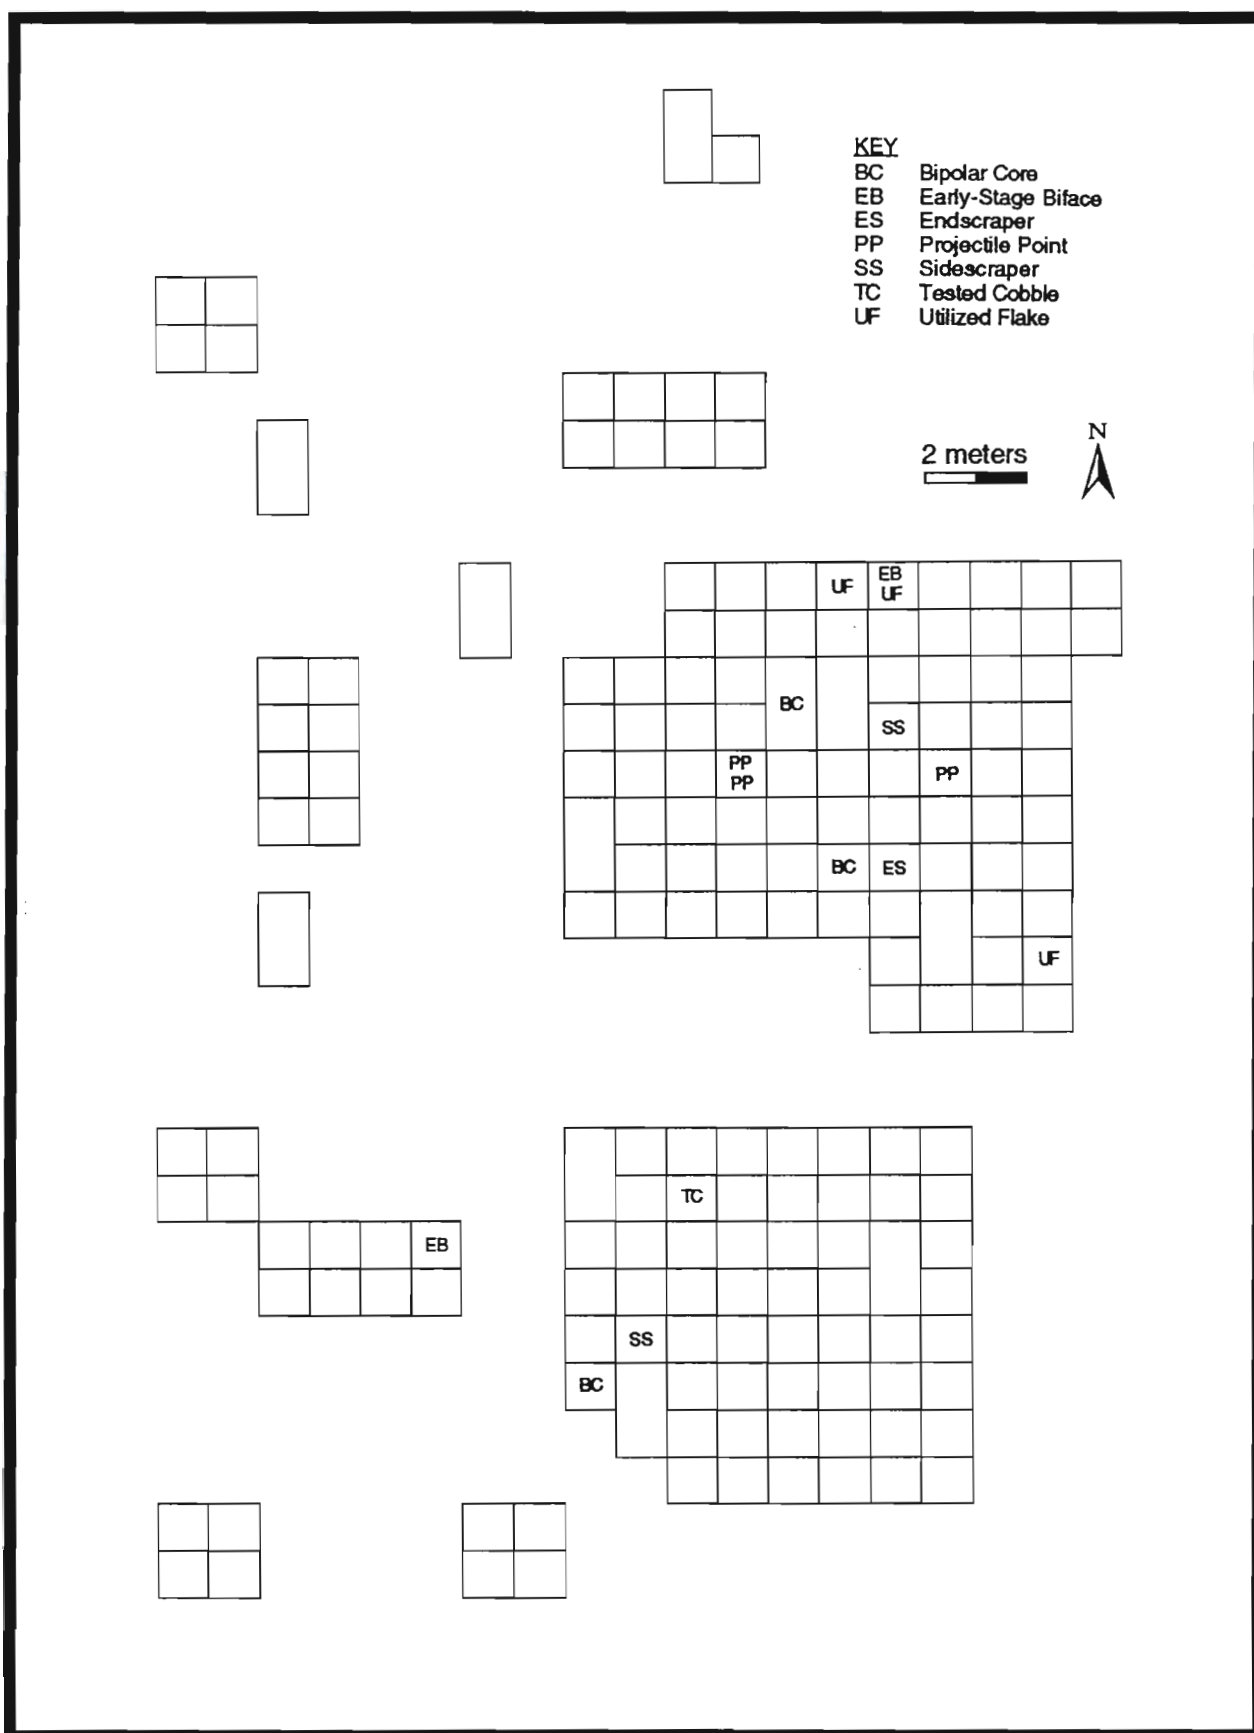 KEY
BC Bipolar Core
EB Early-Stage Biface
ES Endscraper
PP Projectile Point
SS Sidescraper
TC Tested Cobble
UF Utilized Flake
N
2 meters
UF
EB
UF
BC
SS
PP
PP
PP
BC
ES
UF
TC
EB
SS
BC